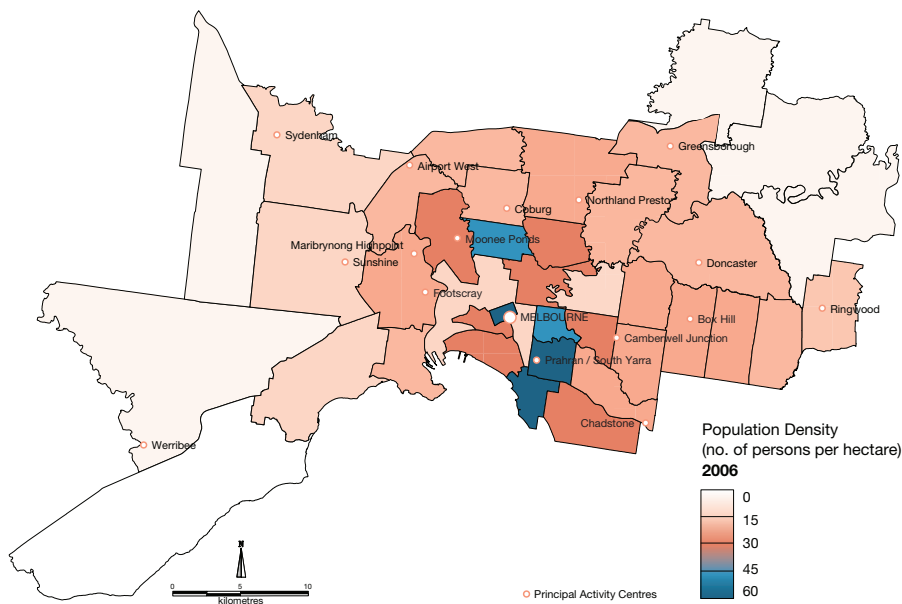 Sydenham
Greensborough
Airport West
Northland Presto
Coburg
Moonee Ponds
Maribrynong Highpoint
Sunshine
Doncaster
Footscray
Ringwood
MELBOURNE
Box Hill
Camberwell Junction
Prahran / South Yarra
Chadstone
Werribee
Population Density
(no. of persons per hectare)
2006
0
15
30
45
60
N
0 5 10
kilometres
Principal Activity Centres